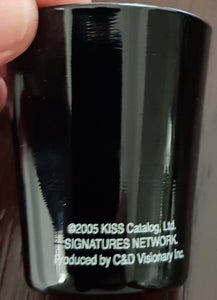 ©2005 KISS Catalog, Ltd.
SIGNATURES NETWORK.
Produced by C&D Visionary Inc.